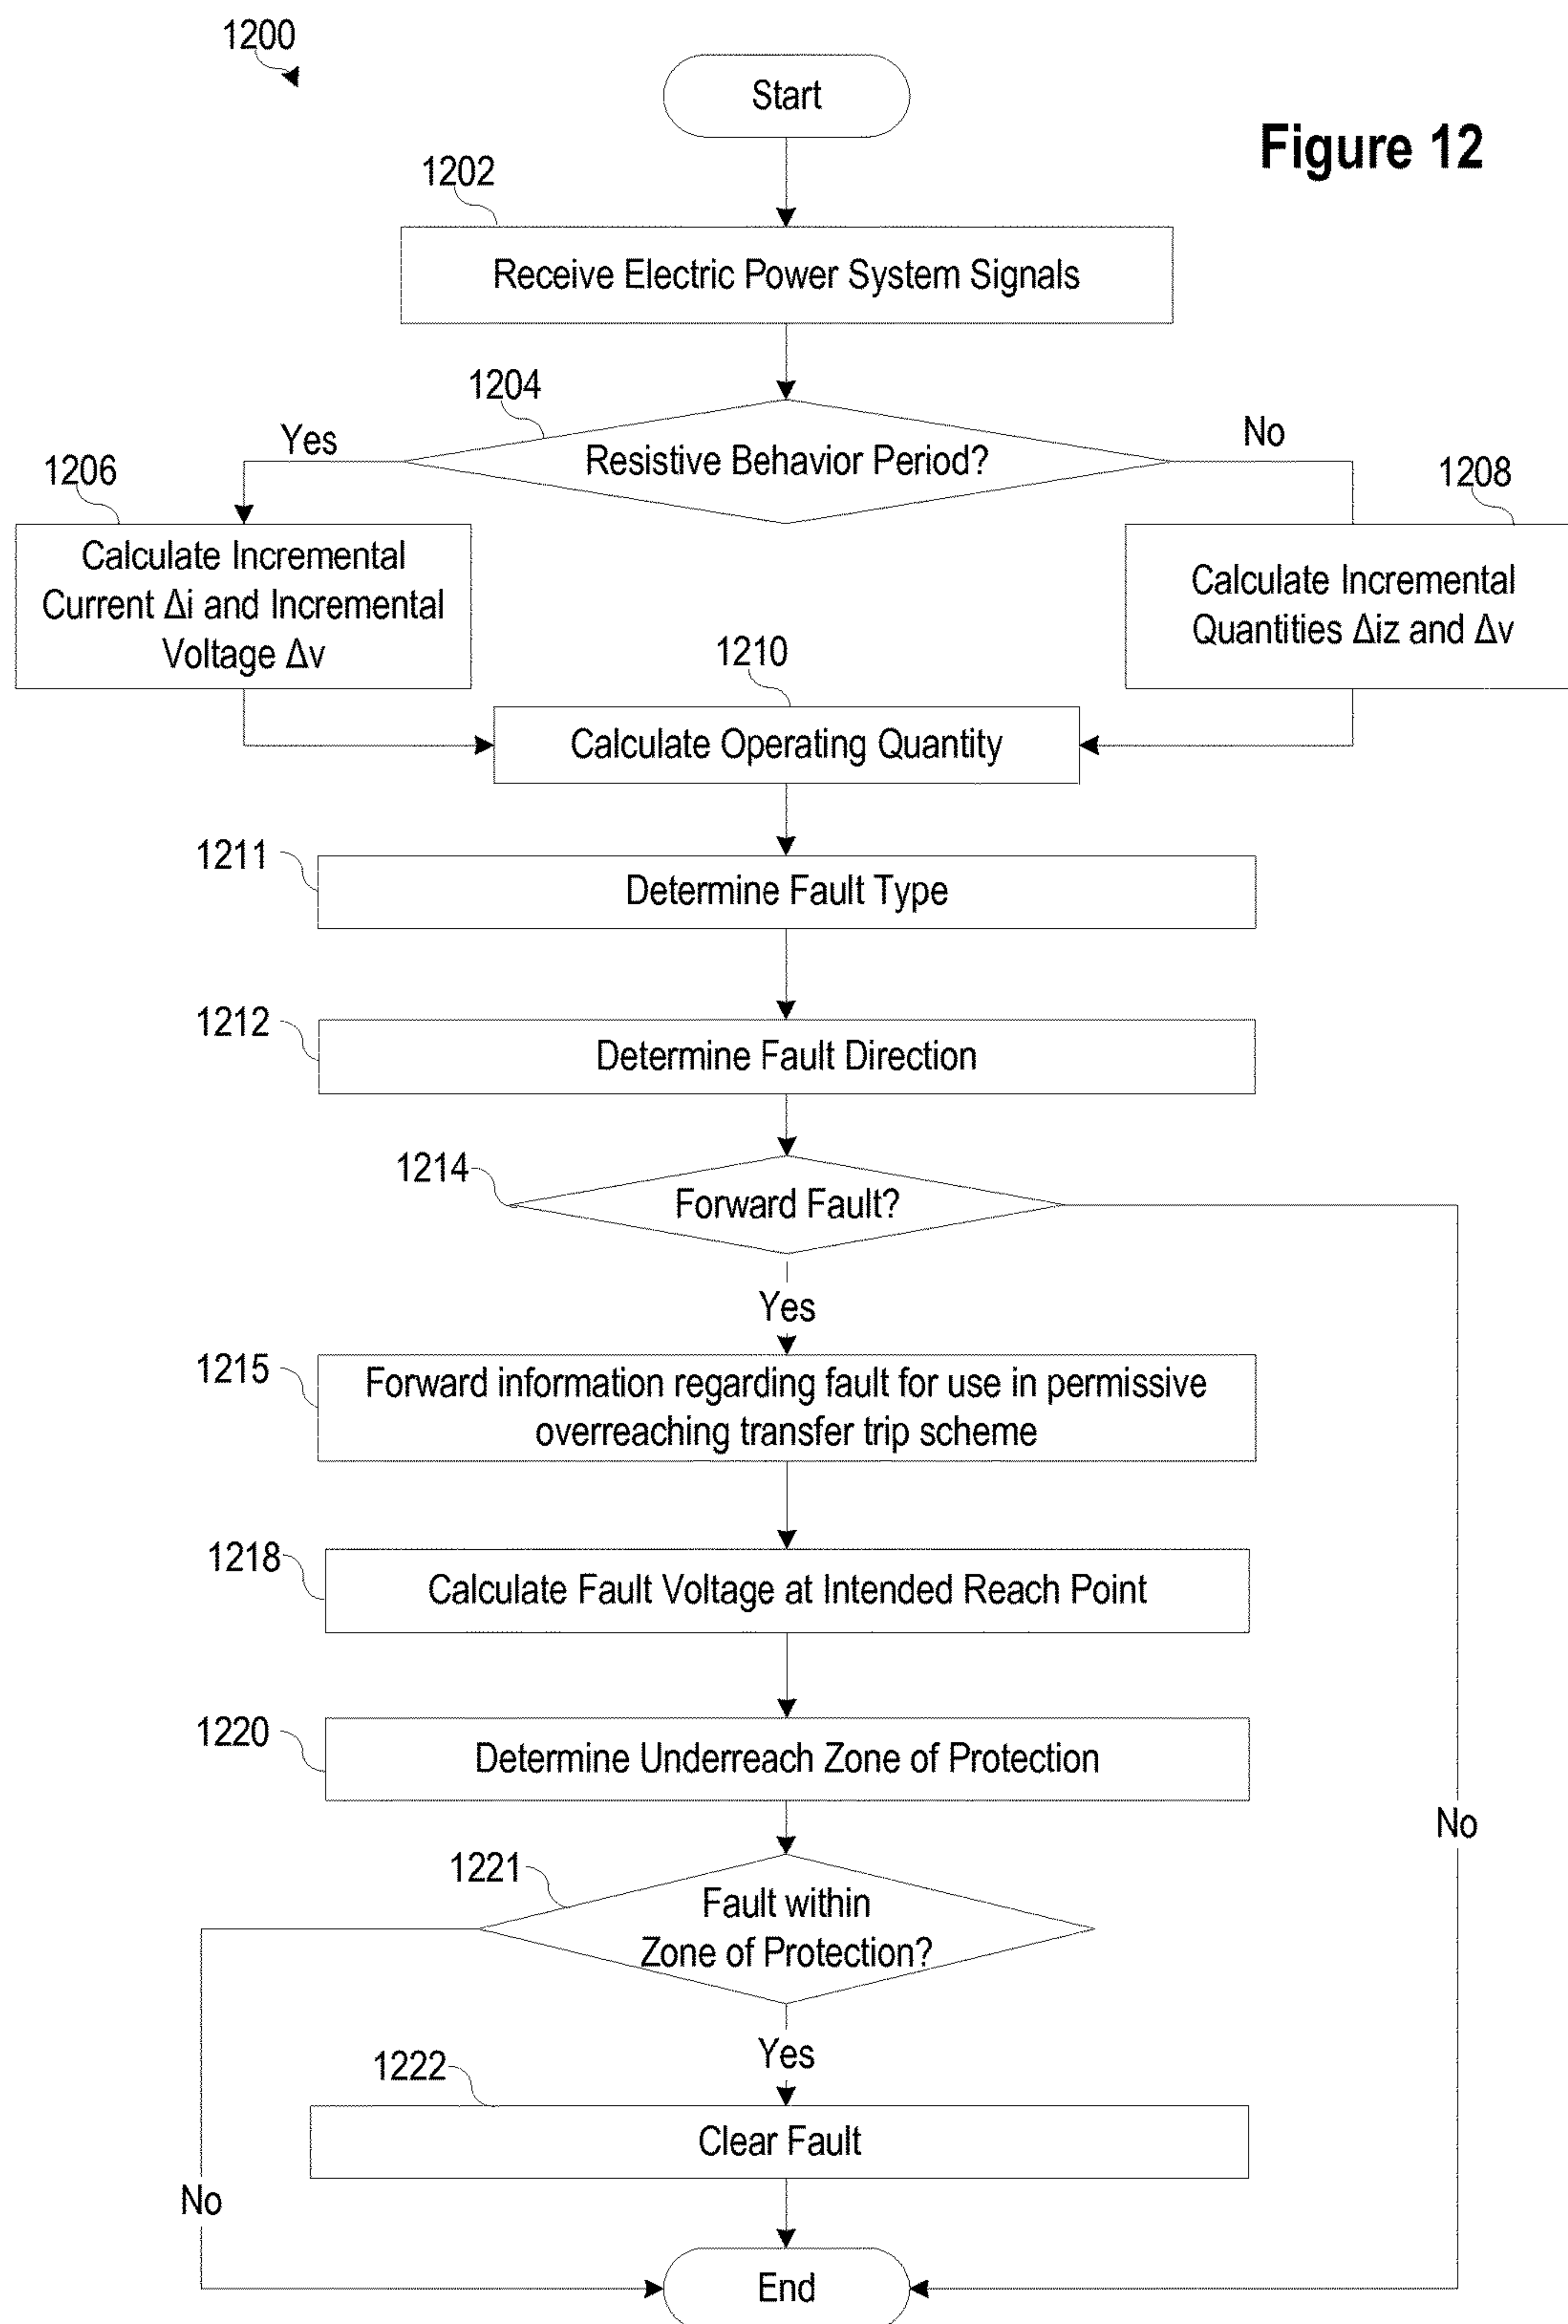 1200
Start
Figure 12
1202
Receive Electric Power System Signals
1204
Yes
Resistive Behavior Period?
No
1206
1208
Calculate Incremental
Current Δi and Incremental
Voltage Δv
Calculate Incremental
Quantities Δiz and Δv
1210
Calculate Operating Quantity
1211
Determine Fault Type
1212
Determine Fault Direction
1214
Forward Fault?
Yes
1215
Forward information regarding fault for use in permissive
overreaching transfer trip scheme
1218
Calculate Fault Voltage at Intended Reach Point
1220
Determine Underreach Zone of Protection
No
1221
Fault within
Zone of Protection?
Yes
1222
Clear Fault
No
End